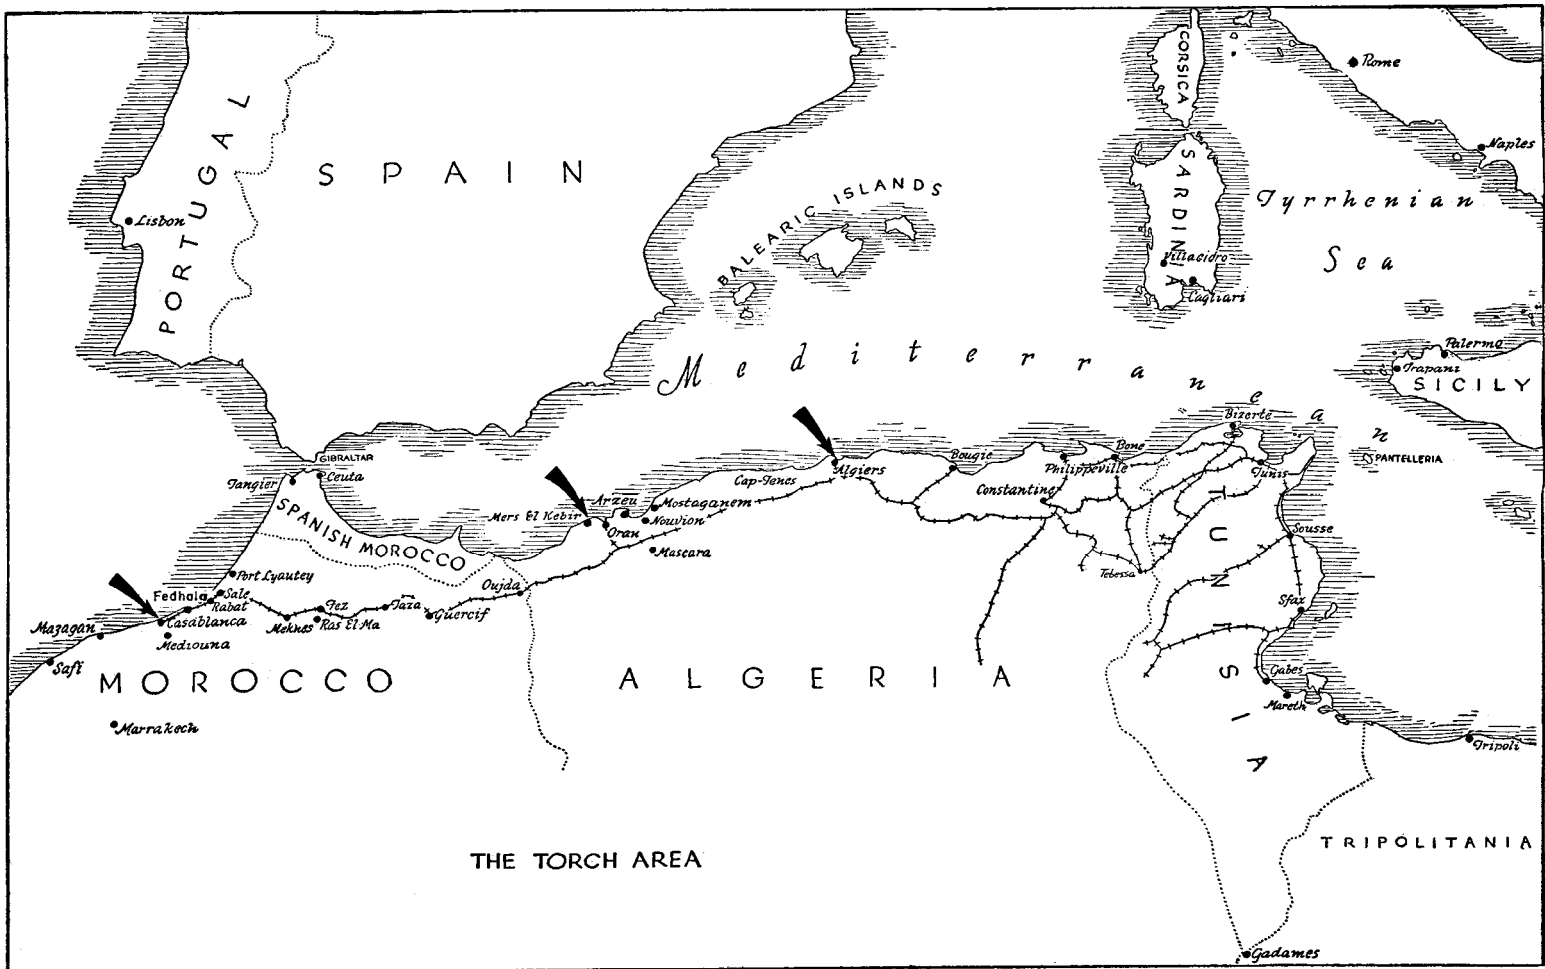 CORSICA
Rome
PORTUGAL
SPAIN
Naples
SARDINIA
BALEARIC ISLANDS
Tyrrhenian
Sea
Lisbon
Villacidro
Cagliari
Mediterranean
Palermo
Trapani
SICILY
Bizerte
GIBRALTAR
Tangier
Ceuta
Algiers
Bougie
Bone
Philippeville
Tunis
PANTELLERIA
Cap-Tenes
Constantine
Arzeu
Mostaganem
Mers El Kebir
Nouvion
Oran
SPANISH MOROCCO
Mascara
TUNISIA
Sousse
Tebessa
Port Lyautey
Oujda
Fedhala
Sale
Rabat
Fez
Taza
Guercif
Casablanca
Meknes
Ras El Ma
Sfax
Mazagan
Mediouna
Safi
MOROCCO
ALGERIA
Gabes
Mareth
Marrakech
Tripoli
THE TORCH AREA
TRIPOLITANIA
Gadames